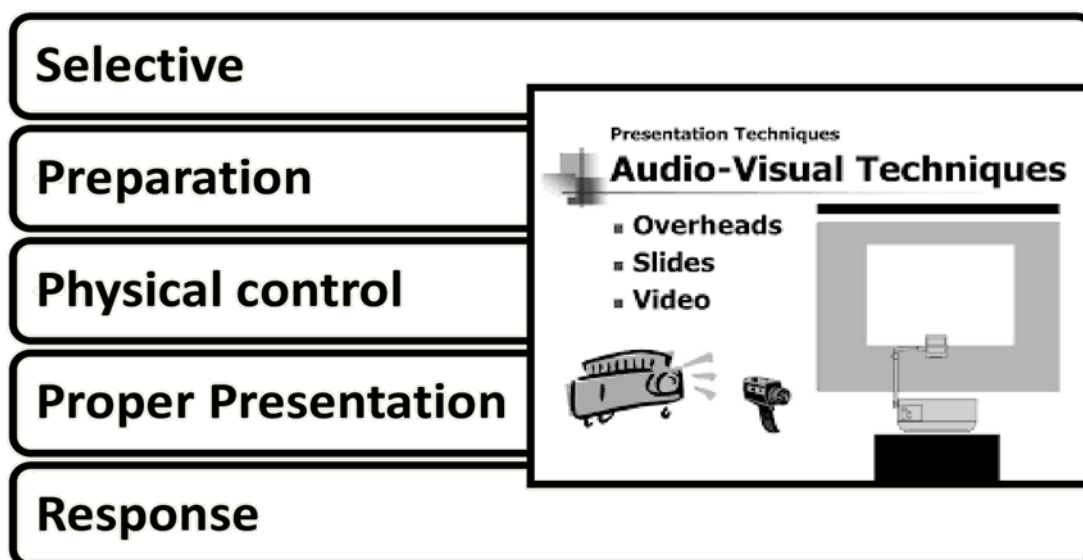 Selective
Preparation
Physical control
Proper Presentation
Response
Presentation Techniques
Audio-Visual Techniques
Overheads
Slides
Video